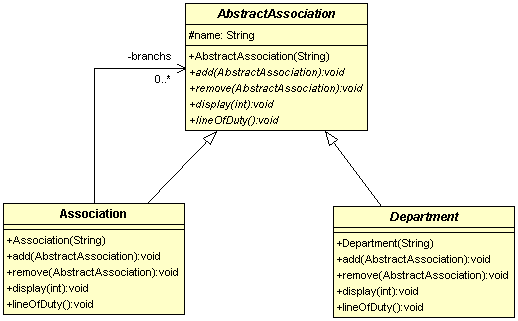 AbstractAssociation
#name: String
+AbstractAssociation(String)
+add(AbstractAssociation):void
+remove(AbstractAssociation):void
+display(int):void
+lineOfDuty():void
-branchs
0..*
Association
+Association(String)
+add(AbstractAssociation):void
+remove(AbstractAssociation):void
+display(int):void
+lineOfDuty():void
Department
+Department(String)
+add(AbstractAssociation):void
+remove(AbstractAssociation):void
+display(int):void
+lineOfDuty():void